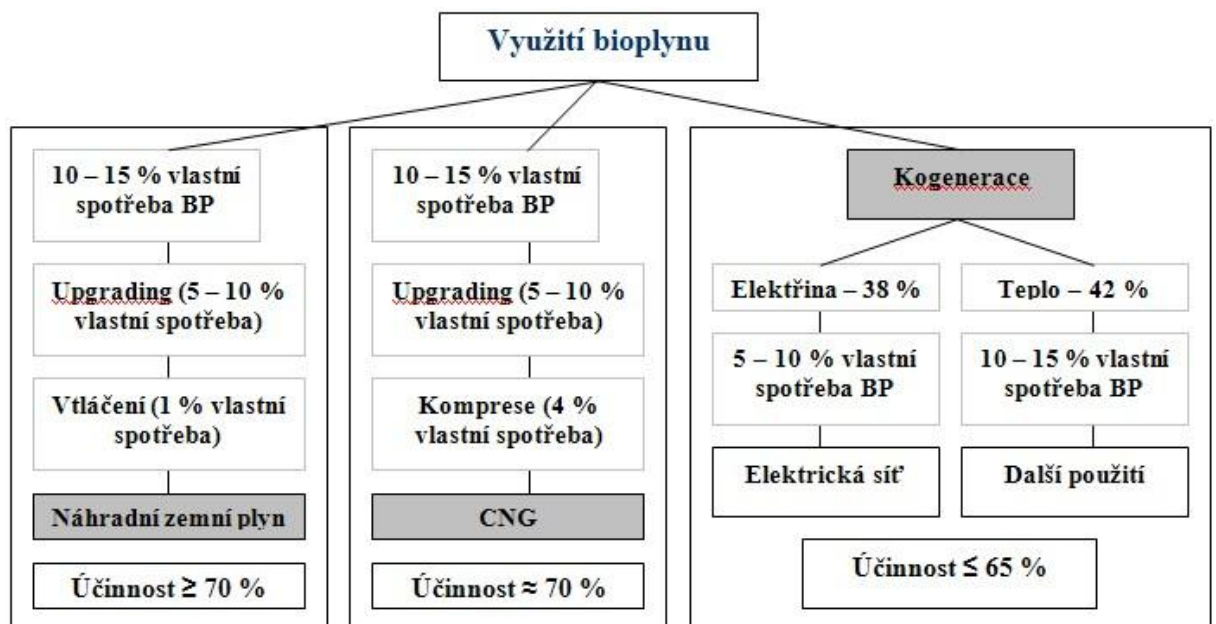 Využití bioplynu
10 – 15 % vlastní
spotřeba BP
Upgrading (5 – 10 %
vlastní spotřeba)
Vtláčení (1 % vlastní
spotřeba)
Náhradní zemní plyn
Účinnost ≥ 70 %
10 – 15 % vlastní
spotřeba BP
Upgrading (5 – 10 %
vlastní spotřeba)
Komprese (4 %
vlastní spotřeba)
CNG
Účinnost ≈ 70 %
Kogenerace
Elektřina – 38 %
5 – 10 % vlastní
spotřeba BP
Elektrická síť
Teplo – 42 %
10 – 15 % vlastní
spotřeba BP
Další použití
Účinnost ≤ 65 %